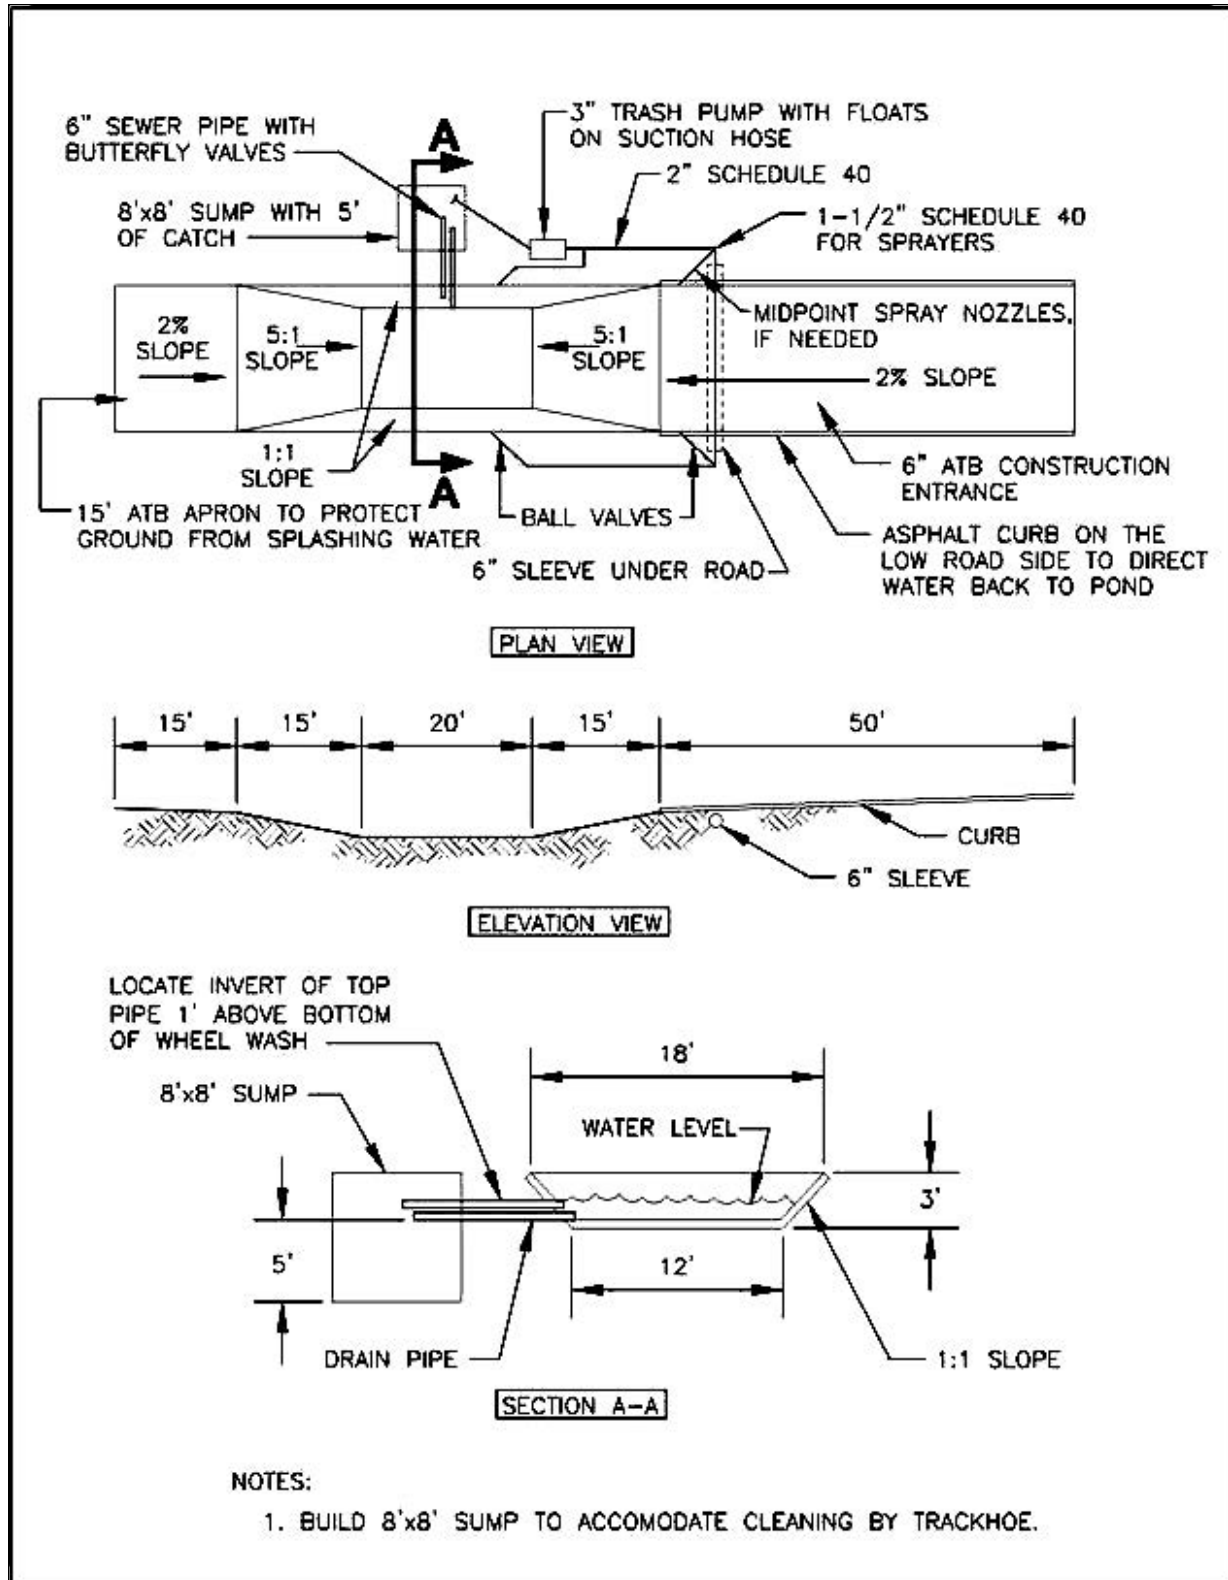 6" SEWER PIPE WITH
BUTTERFLY VALVES
A
3" TRASH PUMP WITH FLOATS
ON SUCTION HOSE
2" SCHEDULE 40
8'x8' SUMP WITH 5'
OF CATCH
1-1/2" SCHEDULE 40
FOR SPRAYERS
MIDPOINT SPRAY NOZZLES,
IF NEEDED
2%
SLOPE
5:1
SLOPE
5:1
SLOPE
2% SLOPE
1:1
SLOPE
A
15' ATB APRON TO PROTECT
GROUND FROM SPLASHING WATER
BALL VALVES
6" SLEEVE UNDER ROAD
6" ATB CONSTRUCTION
ENTRANCE
ASPHALT CURB ON THE
LOW ROAD SIDE TO DIRECT
WATER BACK TO POND
PLAN VIEW
15' 15' 20' 15' 50'
CURB
6" SLEEVE
ELEVATION VIEW
LOCATE INVERT OF TOP
PIPE 1' ABOVE BOTTOM
OF WHEEL WASH
8'x8' SUMP
18'
WATER LEVEL
3'
5'
12'
DRAIN PIPE
1:1 SLOPE
SECTION A-A
NOTES:
1. BUILD 8'x8' SUMP TO ACCOMODATE CLEANING BY TRACKHOE.